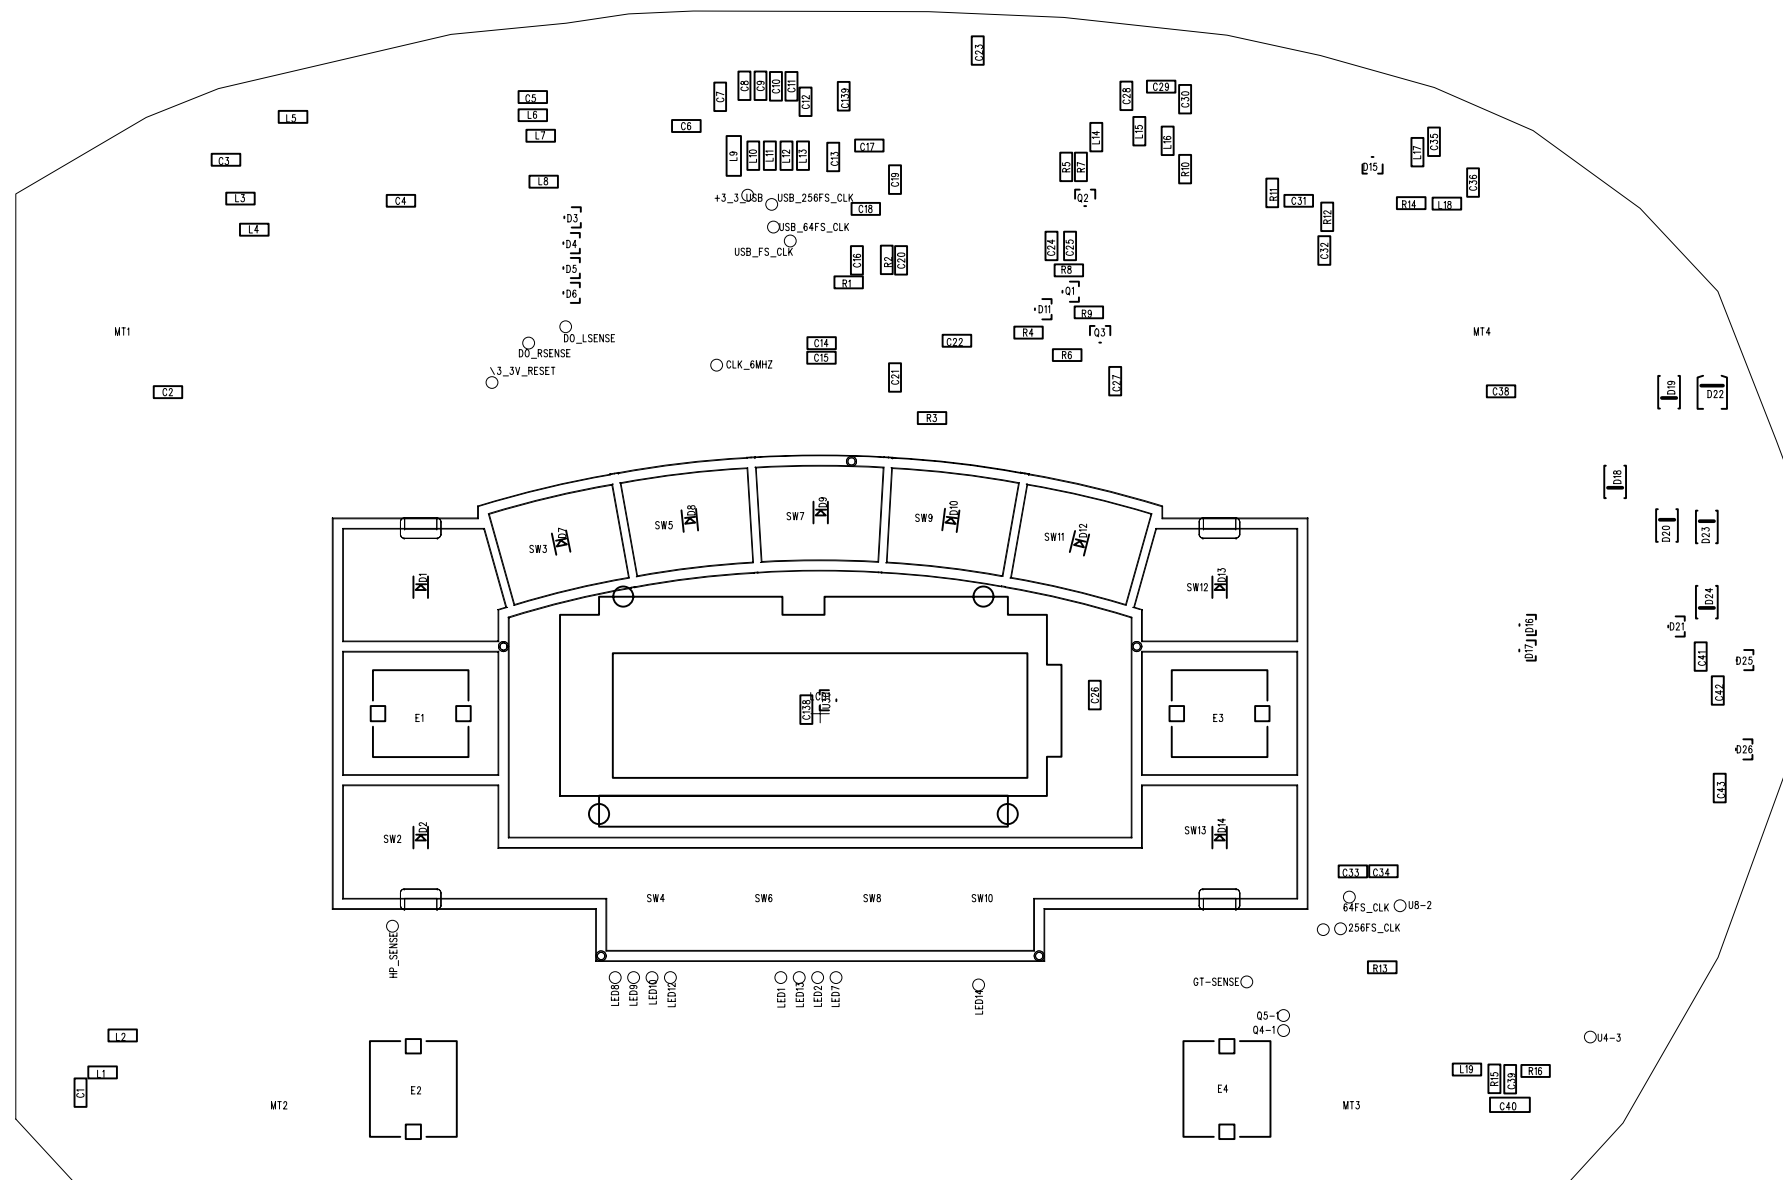 C23
C8
C9
C10
C11
C12
C7
C139
C28
C29
C30
C5
L6
L5
L7
C6
L9
L10
L11
L12
L13
C13
C17
L14
L15
L16
C35
L17
C3
R5
R7
R10
D15
L8
C19
C36
L3
C4
+3_3_USB
USB_256FS_CLK
C18
Q2
R11
C31
R12
R14
L18
D3
L4
USB_64FS_CLK
D4
USB_FS_CLK
C16
R2
C20
C24
C25
C32
D5
R8
R1
D6
Q1
D11
R9
MT1
DO_LSENSE
R4
Q3
MT4
DO_RSENSE
C14
C22
C15
R6
\3_3V_RESET
CLK_6MHZ
C21
C27
C2
C38
D19
D22
R3
D18
D9
SW7
D8
SW5
D10
SW9
D7
SW3
D12
SW11
D20
D23
D1
D13
SW12
D24
D16
D21
D17
C41
D25
C26
C42
C138
E1
E3
D26
C43
D2
SW2
D14
SW13
C33
C34
SW4
SW6
SW8
SW10
64FS_CLK
U8-2
256FS_CLK
HP_SENSE
R13
GT-SENSE
LED8
LED9
LED10
LED12
LED1
LED13
LED2
LED7
LED14
Q5-1
Q4-1
L2
U4-3
L1
L19
R15
C39
R16
C1
E2
E4
MT2
MT3
C40